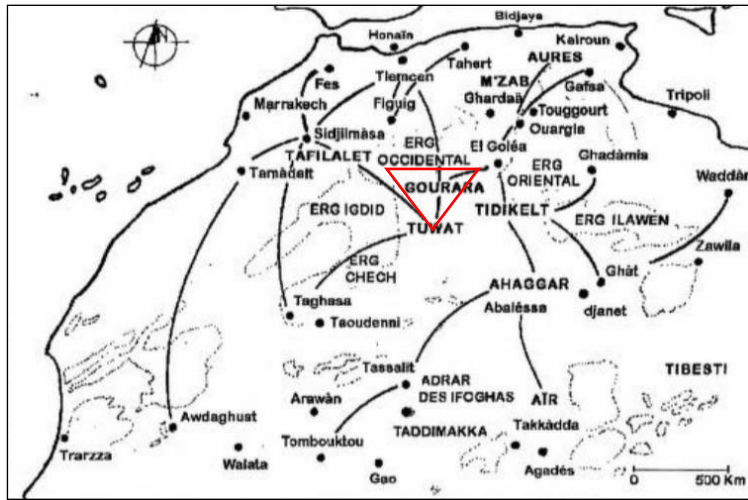 N
Honaïn
Bidjaya
Kairoun
Fes
Tlemcen
Tahert
AURES
M'ZAB
Gafsa
Marrakech
Figuig
Ghardaä
Touggourt
Tripoli
Sidjilmàsa
Ouargla
ERG
OCCIDENTAL
El Goléa
TAFILALET
Tamàdalt
ERG
ORIENTAL
Ghadàmis
Waddàn
GOURARA
ERG IGDID
TIDIKELT
TUWAT
ERG ILAWEN
Zawila
ERG
CHECH
Ghàt
AHAGGAR
Taghasa
Abalèssa
djanet
Taoudenni
Tassalit
TIBESTI
ADRAR
DES IFOGHAS
AÏR
Arawàn
Awdaghust
TADDIMAKKA
Takkàdda
Trarzza
Walata
Tombouktou
Gao
Agadés
0
500 Km